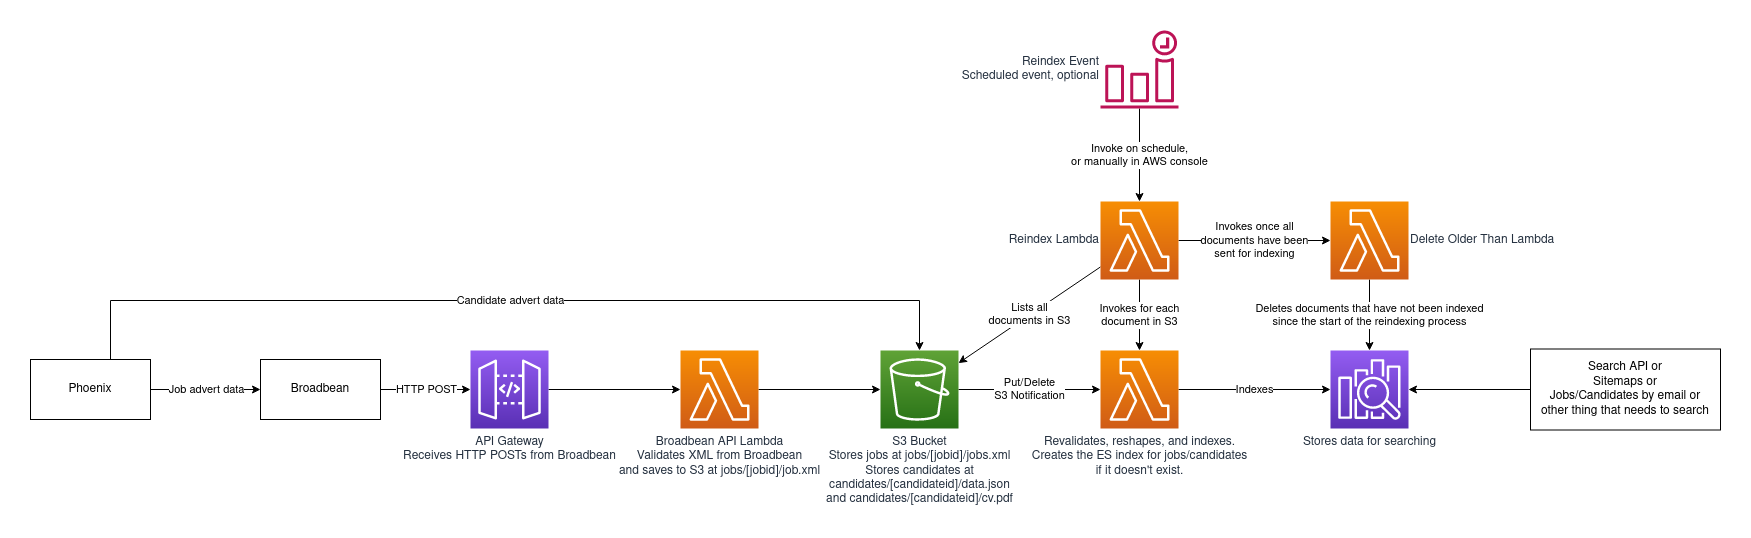 Reindex Event
Scheduled event, optional
Invoke on schedule,
or manually in AWS console
Reindex Lambda
Invokes once all
documents have been
sent for indexing
Delete Older Than Lambda
Candidate advert data
Lists all
documents in S3
Invokes for each
document in S3
Deletes documents that have not been indexed
since the start of the reindexing process
Phoenix
Job advert data
Broadbean
HTTP POST
Put/Delete
S3 Notification
Indexes
Search API or
Sitemaps or
Jobs/Candidates by email or
other thing that needs to search
API Gateway
Receives HTTP POSTs from Broadbean
Broadbean API Lambda
Validates XML from Broadbean
and saves to S3 at jobs/[jobid]/job.xml
S3 Bucket
Stores jobs at jobs/[jobid]/jobs.xml
Stores candidates at
candidates/[candidateid]/data.json
and candidates/[candidateid]/cv.pdf
Revalidates, reshapes, and indexes.
Creates the ES index for jobs/candidates
if it doesn't exist.
Stores data for searching